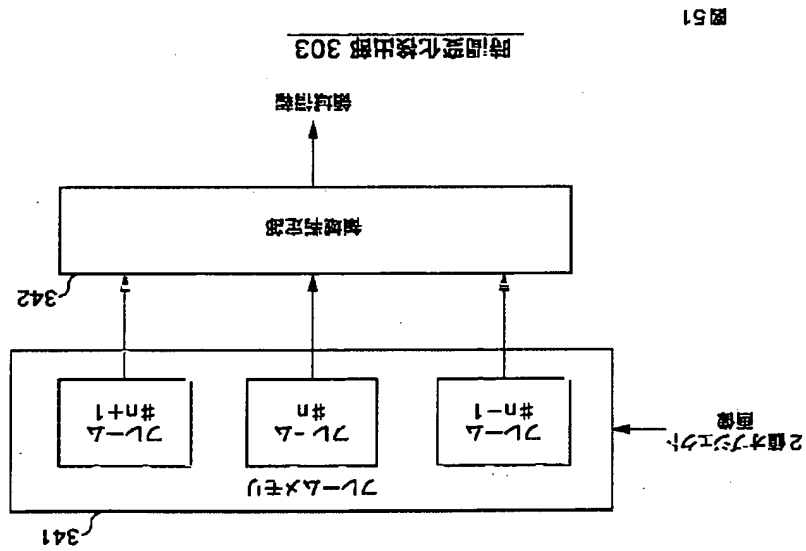 341
フレームメモリ
2値オブジェクト
画像
フレーム
#n-1
フレーム
#n
フレーム
#n+1
342
領域判定部
領域情報
時間変化検出部 303
図51